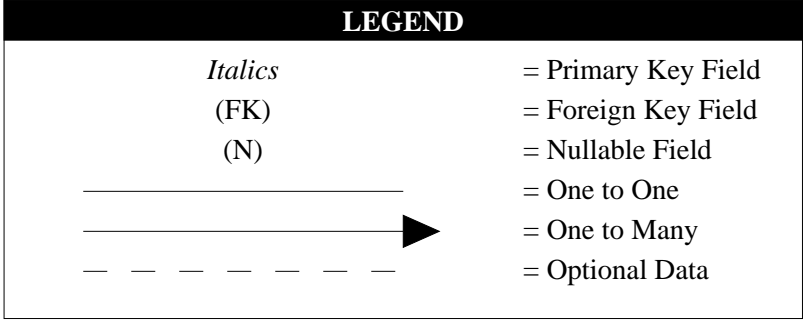 LEGEND
Italics = Primary Key Field
(FK) = Foreign Key Field
(N) = Nullable Field
= One to One
= One to Many
= Optional Data